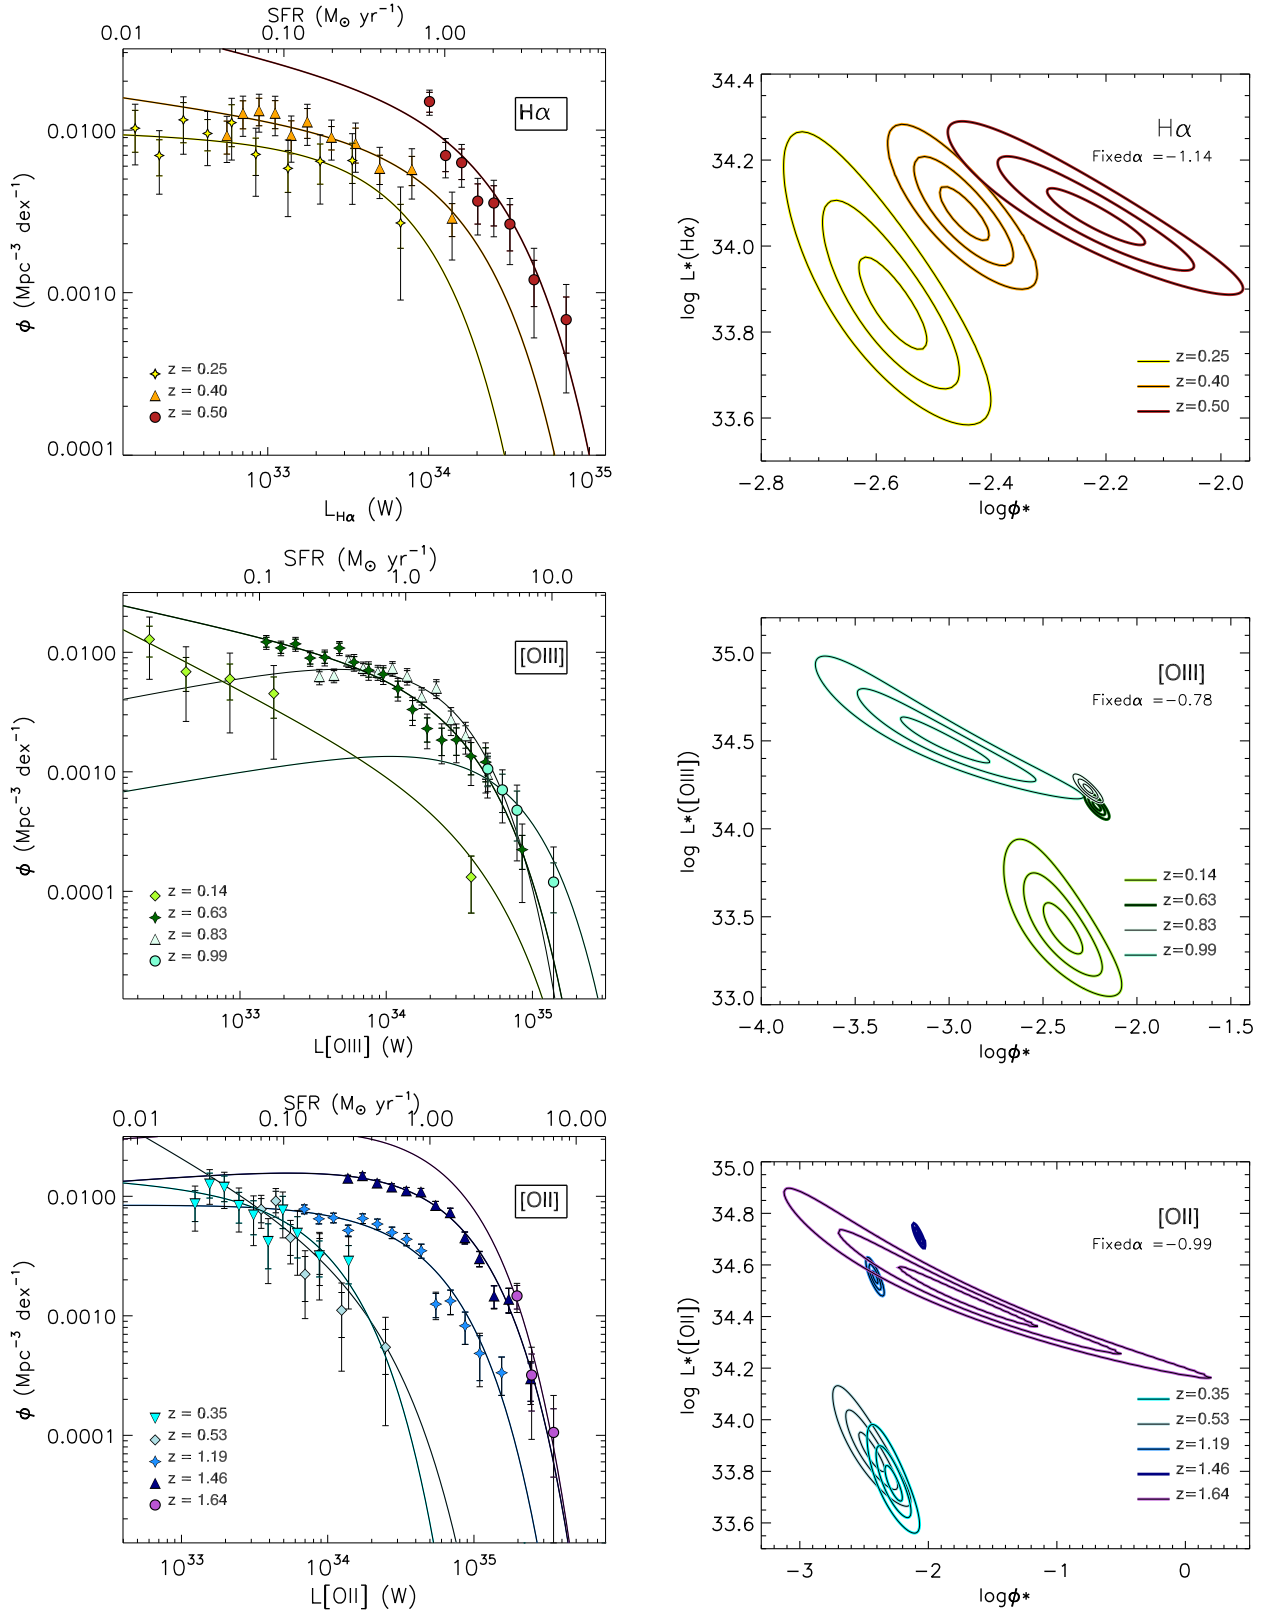 SFR (M⊙ yr⁻¹)
0.01 0.10 1.00
Hα
0.0100
0.0010
0.0001
ϕ (Mpc⁻³ dex⁻¹)
z = 0.25
z = 0.40
z = 0.50
10³³ 10³⁴ 10³⁵
L_Hα (W)
34.4
34.2
34.0
33.8
33.6
log L*(Hα)
Hα
Fixedα =−1.14
z=0.25
z=0.40
z=0.50
−2.8 −2.6 −2.4 −2.2 −2.0
logϕ*
SFR (M⊙ yr⁻¹)
0.1 1.0 10.0
[OIII]
0.0100
0.0010
0.0001
ϕ (Mpc⁻³ dex⁻¹)
z = 0.14
z = 0.63
z = 0.83
z = 0.99
10³³ 10³⁴ 10³⁵
L[OIII] (W)
35.0
34.5
34.0
33.5
33.0
log L*([OIII])
[OIII]
Fixedα =−0.78
z=0.14
z=0.63
z=0.83
z=0.99
−4.0 −3.5 −3.0 −2.5 −2.0 −1.5
logϕ*
SFR (M⊙ yr⁻¹)
0.01 0.10 1.00 10.00
[OII]
0.0100
0.0010
0.0001
ϕ (Mpc⁻³ dex⁻¹)
z = 0.35
z = 0.53
z = 1.19
z = 1.46
z = 1.64
10³³ 10³⁴ 10³⁵
L[OII] (W)
35.0
34.8
34.6
34.4
34.2
34.0
33.8
33.6
log L*([OII])
[OII]
Fixedα =−0.99
z=0.35
z=0.53
z=1.19
z=1.46
z=1.64
−3 −2 −1 0
logϕ*